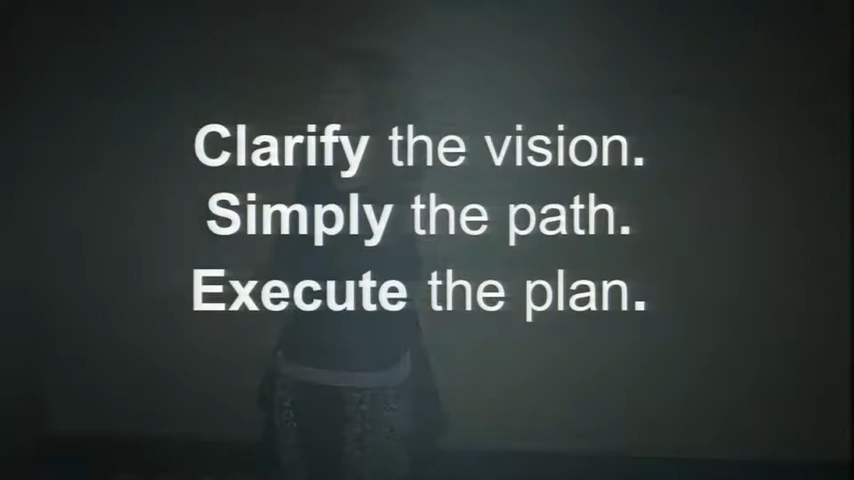 Clarify the vision.
Simply the path.
Execute the plan.